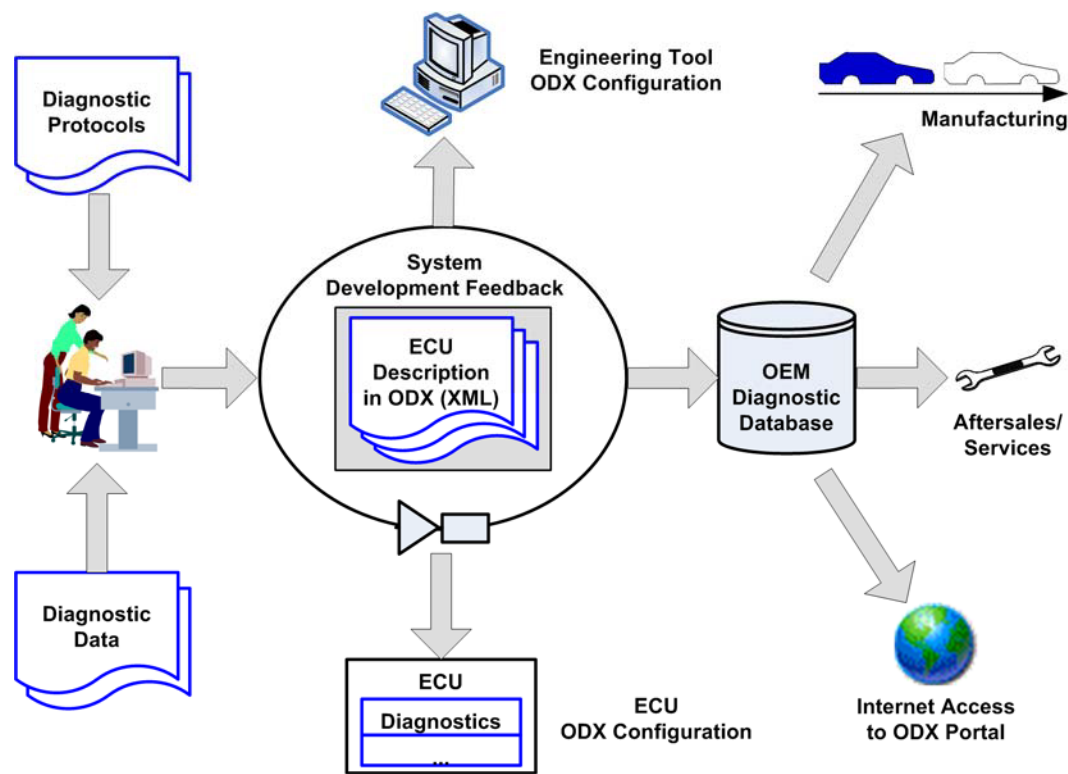 Diagnostic
Protocols
Engineering Tool
ODX Configuration
Manufacturing
System
Development Feedback
ECU
Description
in ODX (XML)
OEM
Diagnostic
Database
Aftersales/
Services
Diagnostic
Data
ECU
Diagnostics
...
ECU
ODX Configuration
Internet Access
to ODX Portal